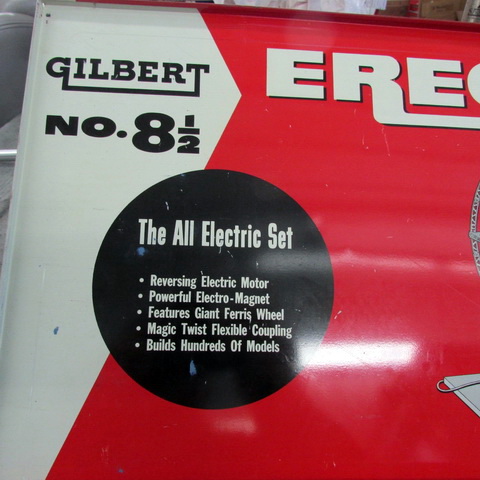 GILBERT
No. 8½
EREC
The All Electric Set
• Reversing Electric Motor
• Powerful Electro-Magnet
• Features Giant Ferris Wheel
• Magic Twist Flexible Coupling
• Builds Hundreds Of Models